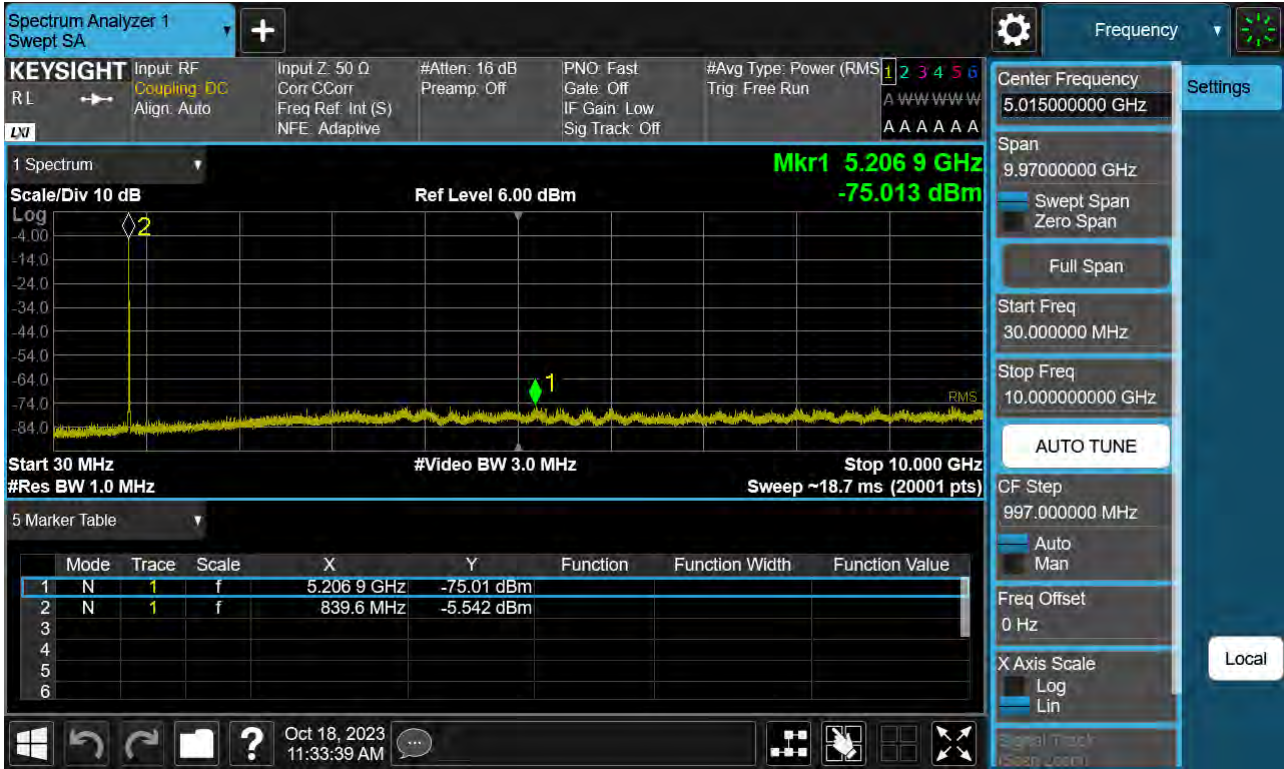 Spectrum Analyzer 1
Swept SA
Frequency
KEYSIGHT
RL
LXI
Input: RF
Coupling: DC
Align: Auto
Input Z: 50 Ω
Corr CCorr
Freq Ref: Int (S)
NFE: Adaptive
#Atten: 16 dB
Preamp: Off
PNO: Fast
Gate: Off
IF Gain: Low
Sig Track: Off
#Avg Type: Power (RMS
Trig: Free Run
1 2 3 4 5 6
A W W W W W
A A A A A A
1 Spectrum
Scale/Div 10 dB
Ref Level 6.00 dBm
Mkr1 5.206 9 GHz
-75.013 dBm
Log
-4.00
-14.0
-24.0
-34.0
-44.0
-54.0
-64.0
-74.0
-84.0
2
1
RMS
Start 30 MHz
#Video BW 3.0 MHz
Stop 10.000 GHz
#Res BW 1.0 MHz
Sweep ~18.7 ms (20001 pts)
5 Marker Table
Mode Trace Scale X Y Function Function Width Function Value
1 N 1 f 5.206 9 GHz -75.01 dBm
2 N 1 f 839.6 MHz -5.542 dBm
3
4
5
6
Oct 18, 2023
11:33:39 AM
Center Frequency
5.015000000 GHz
Settings
Span
9.97000000 GHz
Swept Span
Zero Span
Full Span
Start Freq
30.000000 MHz
Stop Freq
10.000000000 GHz
AUTO TUNE
CF Step
997.000000 MHz
Auto
Man
Freq Offset
0 Hz
X Axis Scale
Log
Lin
Local
Signal Track
(Span Zoom)